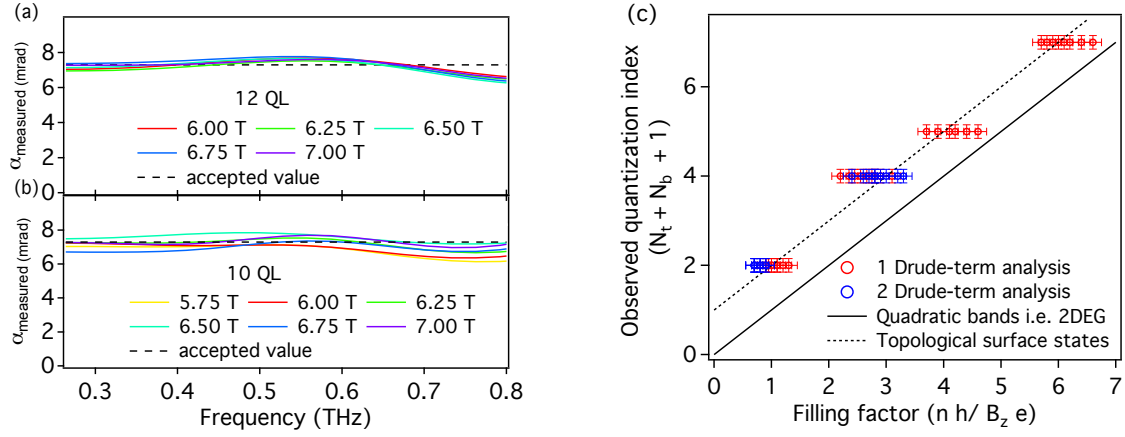 (a)
α measured (mrad)
8
6
4
2
0
12 QL
6.00 T 6.25 T 6.50 T
6.75 T 7.00 T
accepted value
(b)
α measured (mrad)
8
6
4
2
0
10 QL
5.75 T 6.00 T 6.25 T
6.50 T 6.75 T 7.00 T
accepted value
0.3 0.4 0.5 0.6 0.7 0.8
Frequency (THz)
(c)
Observed quantization index
(N_t + N_b + 1)
6
4
2
0
1 Drude-term analysis
2 Drude-term analysis
Quadratic bands i.e. 2DEG
Topological surface states
0 1 2 3 4 5 6 7
Filling factor (n h/ B_z e)